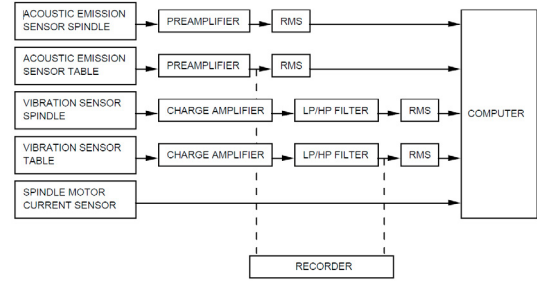 ACOUSTIC EMISSION
SENSOR SPINDLE
PREAMPLIFIER
RMS
ACOUSTIC EMISSION
SENSOR TABLE
PREAMPLIFIER
RMS
VIBRATION SENSOR
SPINDLE
CHARGE AMPLIFIER
LP/HP FILTER
RMS
COMPUTER
VIBRATION SENSOR
TABLE
CHARGE AMPLIFIER
LP/HP FILTER
RMS
SPINDLE MOTOR
CURRENT SENSOR
RECORDER